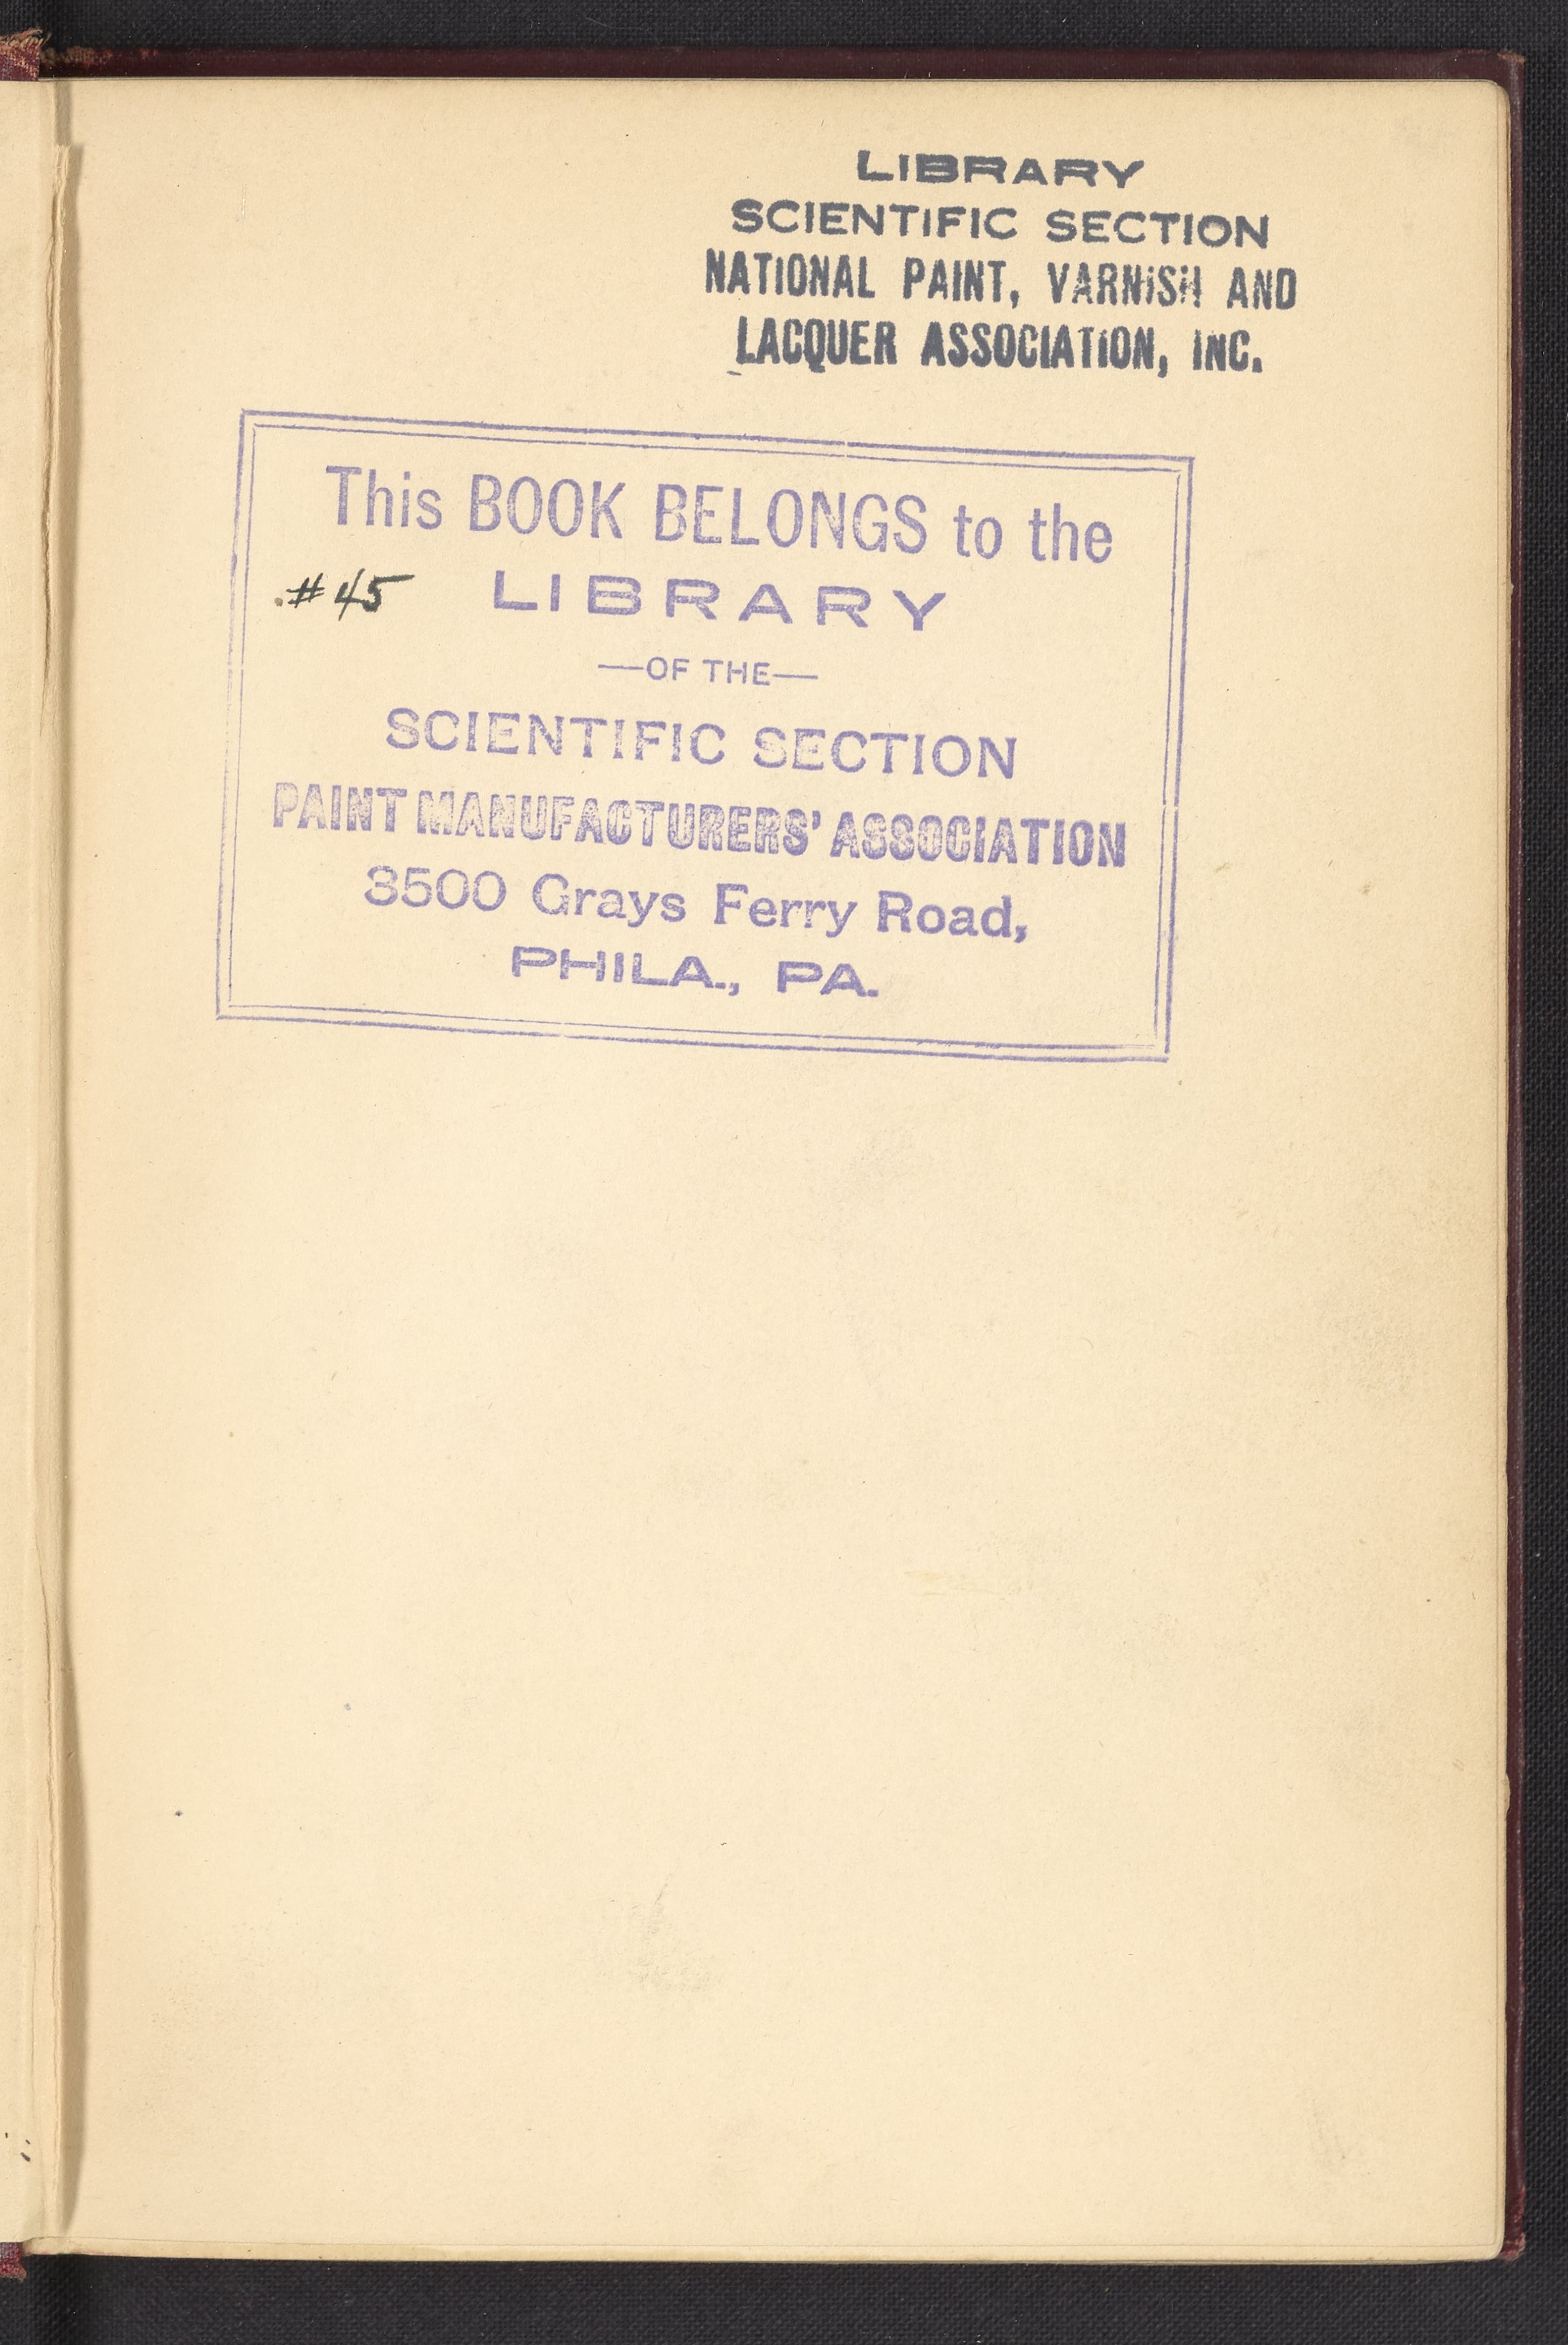 LIBRARY
SCIENTIFIC SECTION
NATIONAL PAINT, VARNISH AND
LACQUER ASSOCIATION, INC.
This BOOK BELONGS to the
#45 LIBRARY
—OF THE—
SCIENTIFIC SECTION
PAINT MANUFACTURERS' ASSOCIATION
3500 Grays Ferry Road,
PHILA., PA.